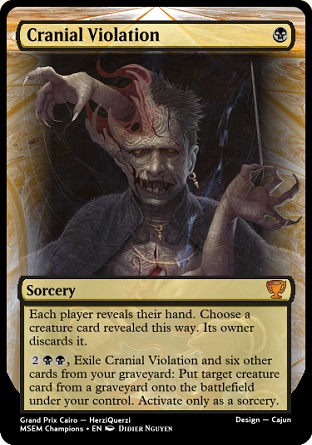 Cranial Violation
Sorcery
Each player reveals their hand. Choose a
creature card revealed this way. Its owner
discards it.
2, Exile Cranial Violation and six other
cards from your graveyard: Put target
creature card from a graveyard onto the battlefield
under your control. Activate only as a sorcery.
Grand Prix Cairo — HerziQuerzi
Design — Cajun
MSEM Champions • EN Didier Nguyen